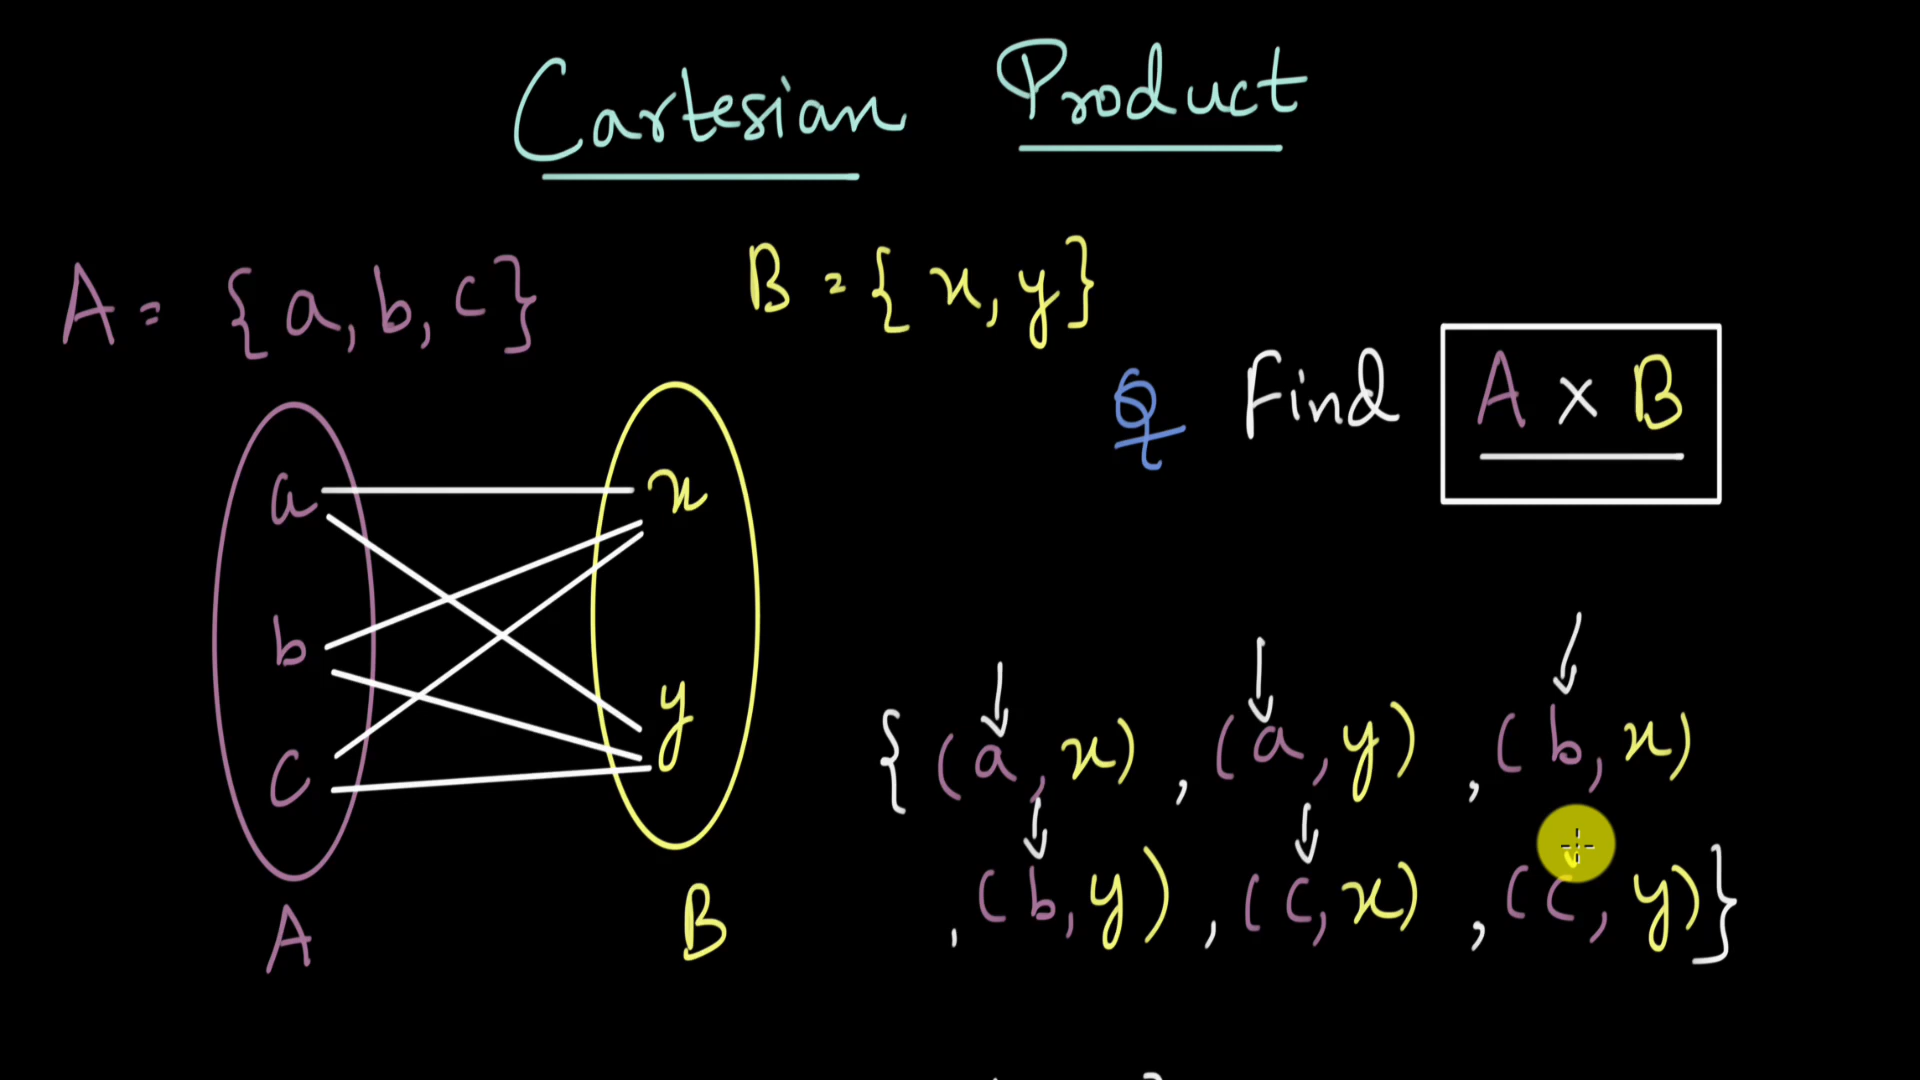 Cartesian Product
A = {a, b, c}
B = {x, y}
Q Find A × B
a
b
c
A
x
y
B
{(a, x), (a, y), (b, x)
, (b, y), (c, x), (c, y)}